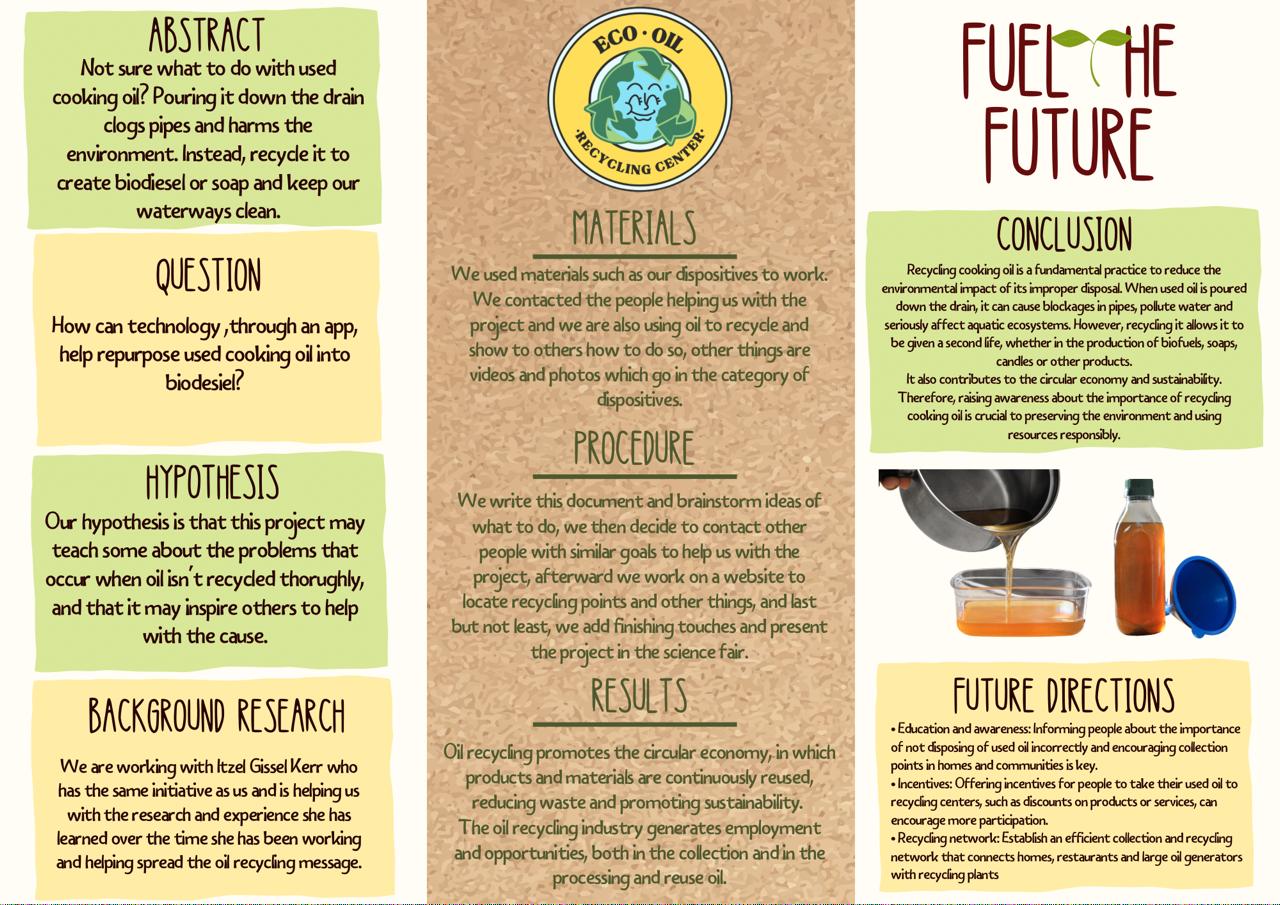 ABSTRACT
Not sure what to do with used
cooking oil? Pouring it down the drain
clogs pipes and harms the
environment. Instead, recycle it to
create biodiesel or soap and keep our
waterways clean.
QUESTION
How can technology ,through an app,
help repurpose used cooking oil into
biodesiel?
HYPOTHESIS
Our hypothesis is that this project may
teach some about the problems that
occur when oil isn't recycled thorughly,
and that it may inspire others to help
with the cause.
BACKGROUND RESEARCH
We are working with Itzel Gissel Kerr who
has the same initiative as us and is helping us
with the research and experience she has
learned over the time she has been working
and helping spread the oil recycling message.
ECO · OIL
·RECYCLING CENTER·
MATERIALS
We used materials such as our dispositives to work.
We contacted the people helping us with the
project and we are also using oil to recycle and
show to others how to do so, other things are
videos and photos which go in the category of
dispositives.
PROCEDURE
We write this document and brainstorm ideas of
what to do, we then decide to contact other
people with similar goals to help us with the
project, afterward we work on a website to
locate recycling points and other things, and last
but not least, we add finishing touches and present
the project in the science fair.
RESULTS
Oil recycling promotes the circular economy, in which
products and materials are continuously reused,
reducing waste and promoting sustainability.
The oil recycling industry generates employment
and opportunities, both in the collection and in the
processing and reuse oil.
FUEL THE
FUTURE
CONCLUSION
Recycling cooking oil is a fundamental practice to reduce the
environmental impact of its improper disposal. When used oil is poured
down the drain, it can cause blockages in pipes, pollute water and
seriously affect aquatic ecosystems. However, recycling it allows it to
be given a second life, whether in the production of biofuels, soaps,
candles or other products.
It also contributes to the circular economy and sustainability.
Therefore, raising awareness about the importance of recycling
cooking oil is crucial to preserving the environment and using
resources responsibly.
FUTURE DIRECTIONS
• Education and awareness: Informing people about the importance
of not disposing of used oil incorrectly and encouraging collection
points in homes and communities is key.
• Incentives: Offering incentives for people to take their used oil to
recycling centers, such as discounts on products or services, can
encourage more participation.
• Recycling network: Establish an efficient collection and recycling
network that connects homes, restaurants and large oil generators
with recycling plants